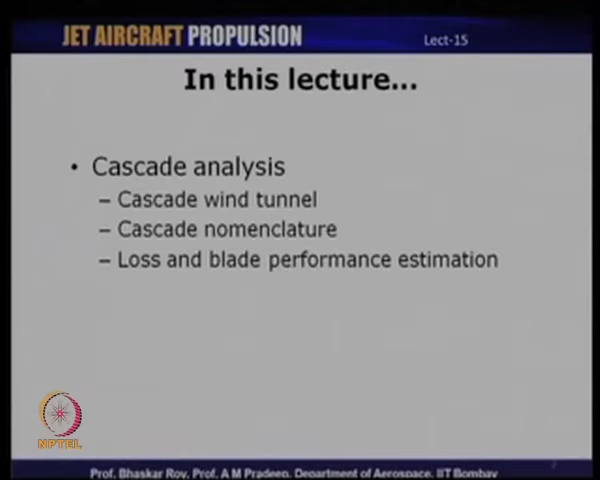 JET AIRCRAFT PROPULSION
Lect-15
In this lecture...
• Cascade analysis
– Cascade wind tunnel
– Cascade nomenclature
– Loss and blade performance estimation
NPTEL
Prof. Bhaskar Roy, Prof. A M Pradeep, Department of Aerospace, IIT Bombay